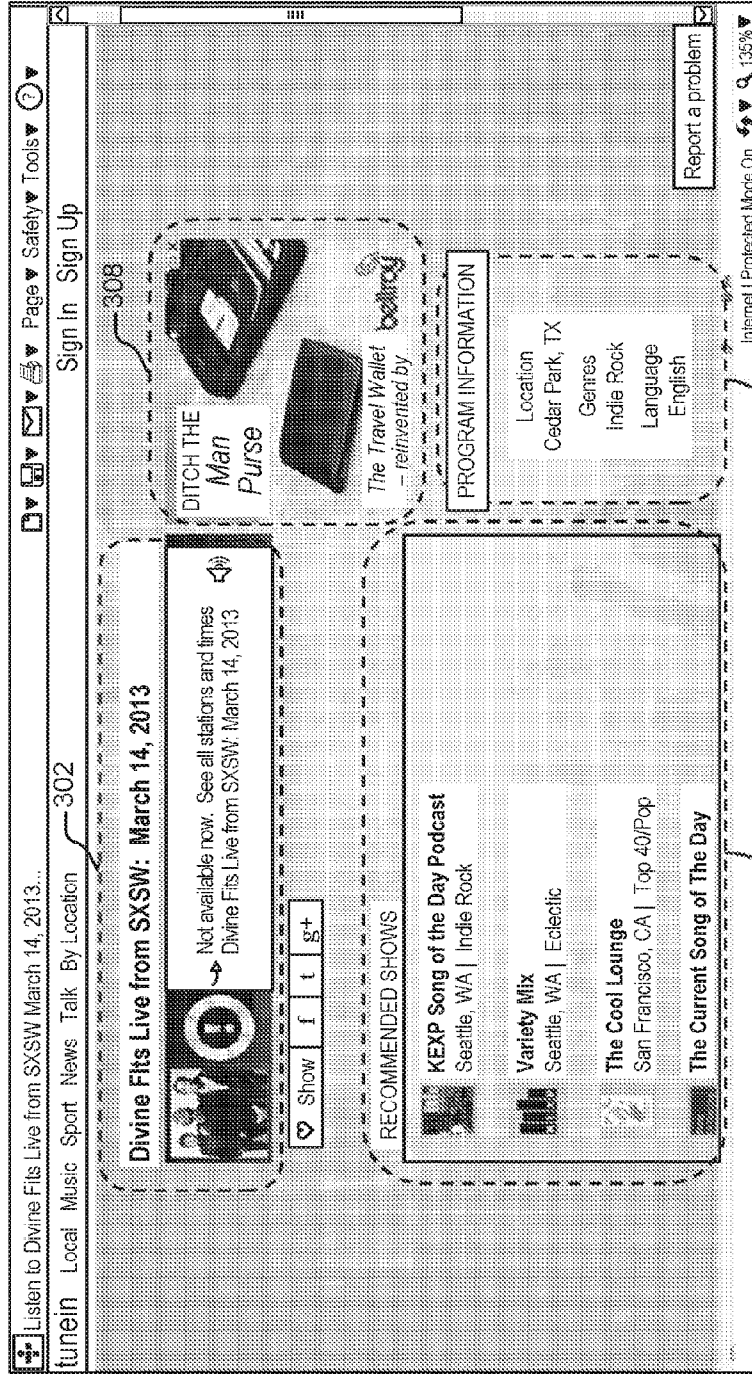 Listen to Divine Fits Live from SXSW March 14, 2013...
Page Safety Tools ?
tunein Local Music Sport News Talk By Location
302
Sign In Sign Up
Divine Fits Live from SXSW: March 14, 2013
Not available now. See all stations and times
Divine Fits Live from SXSW: March 14, 2013
Show f t g+
308
DITCH THE
Man
Purse
x
The Travel Wallet
– reinvented by
bellroy
RECOMMENDED SHOWS
KEXP Song of the Day Podcast
Seattle, WA | Indie Rock
Variety Mix
Seattle, WA | Eclectic
The Cool Lounge
San Francisco, CA | Top 40/Pop
The Current Song of The Day
PROGRAM INFORMATION
Location
Cedar Park, TX
Genres
Indie Rock
Language
English
Report a problem
Internet | Protected Mode On 135%